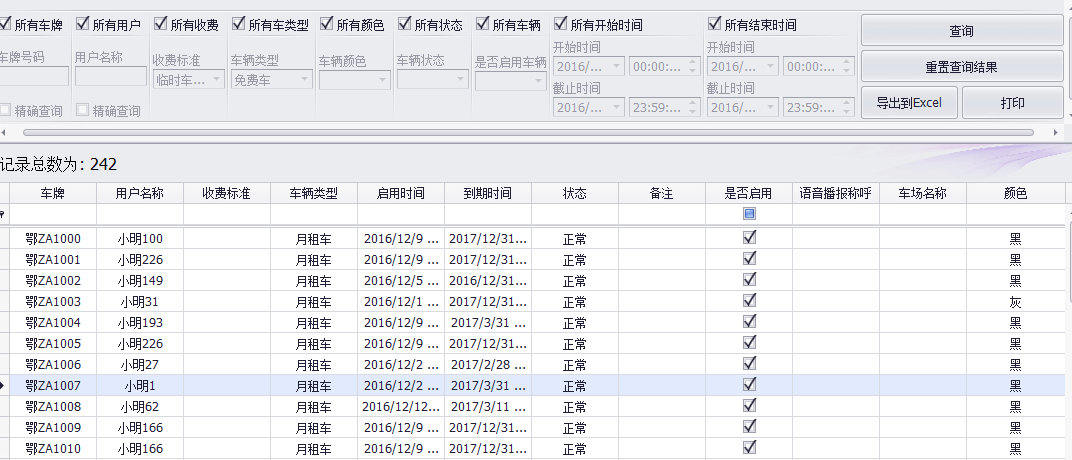 所有车牌 所有用户 所有收费 所有车类型 所有颜色 所有状态 所有车辆 所有开始时间 所有结束时间 查询
车牌号码 用户名称 收费标准 车辆类型 车辆颜色 车辆状态 是否启用车辆 开始时间 开始时间
临时车... 免费车 2016/... 00:00:... 2016/... 00:00:... 重置查询结果
截止时间 截止时间
精确查询 精确查询 2016/... 23:59:... 2016/... 23:59:... 导出到Excel 打印
记录总数为: 242
车牌 用户名称 收费标准 车辆类型 启用时间 到期时间 状态 备注 是否启用 语音播报称呼 车场名称 颜色
鄂ZA1000 小明100 月租车 2016/12/9 ... 2017/12/31... 正常 黑
鄂ZA1001 小明226 月租车 2016/12/9 ... 2017/12/31... 正常 黑
鄂ZA1002 小明149 月租车 2016/12/5 ... 2016/12/31... 正常 黑
鄂ZA1003 小明31 月租车 2016/12/1 ... 2017/12/31... 正常 灰
鄂ZA1004 小明193 月租车 2016/12/9 ... 2017/3/31 ... 正常 黑
鄂ZA1005 小明226 月租车 2016/12/9 ... 2017/12/31... 正常 黑
鄂ZA1006 小明27 月租车 2016/12/2 ... 2017/2/28 ... 正常 黑
鄂ZA1007 小明1 月租车 2016/12/2 ... 2017/3/31 ... 正常 黑
鄂ZA1008 小明62 月租车 2016/12/12... 2017/3/11 ... 正常 黑
鄂ZA1009 小明166 月租车 2016/12/9 ... 2017/12/31... 正常 黑
鄂ZA1010 小明166 月租车 2016/12/9 ... 2017/12/31... 正常 黑